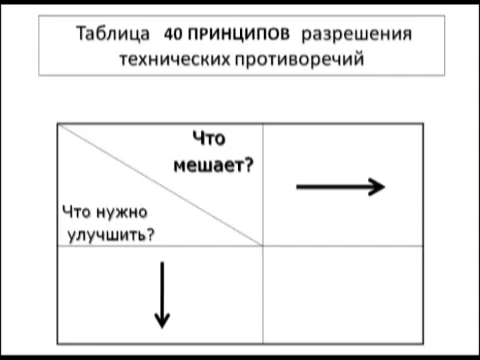 Таблица 40 ПРИНЦИПОВ разрешения
технических противоречий
Что
мешает?
Что нужно
улучшить?